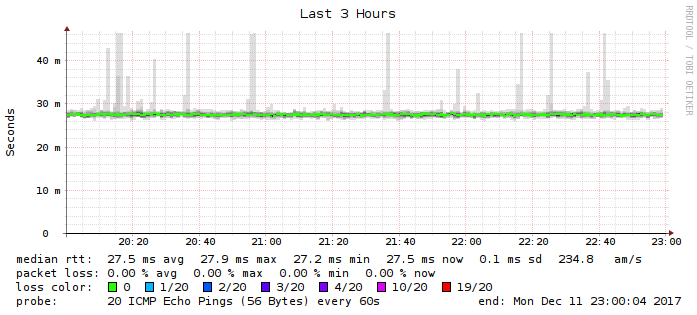 Last 3 Hours
RRDTOOL / TOBI OETIKER
Seconds
40 m
30 m
20 m
10 m
0
20:20 20:40 21:00 21:20 21:40 22:00 22:20 22:40 23:00
median rtt: 27.5 ms avg 27.9 ms max 27.2 ms min 27.5 ms now 0.1 ms sd 234.8 am/s
packet loss: 0.00 % avg 0.00 % max 0.00 % min 0.00 % now
loss color: 0 1/20 2/20 3/20 4/20 10/20 19/20
probe: 20 ICMP Echo Pings (56 Bytes) every 60s end: Mon Dec 11 23:00:04 2017